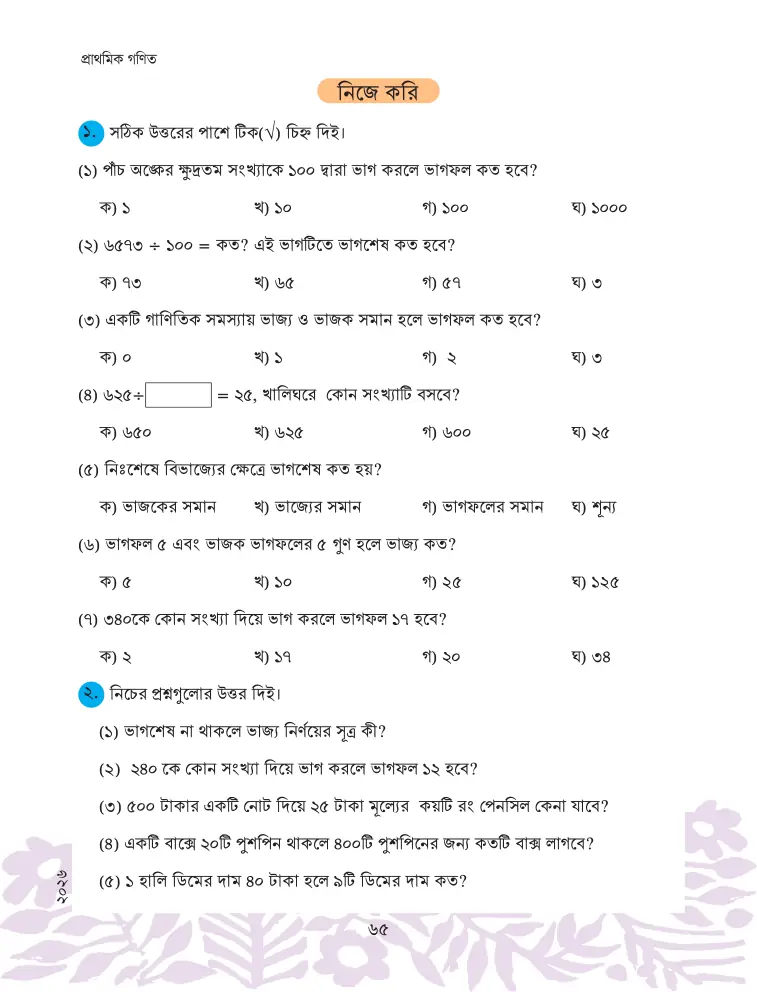 প্রাথমিক গণিত
নিজে করি
১. সঠিক উত্তরের পাশে টিক(√) চিহ্ন দিই।
(১) পাঁচ অঙ্কের ক্ষুদ্রতম সংখ্যাকে ১০০ দ্বারা ভাগ করলে ভাগফল কত হবে?
ক) ১ খ) ১০ গ) ১০০ ঘ) ১০০০
(২) ৬৫৭৩ ÷ ১০০ = কত? এই ভাগটিতে ভাগশেষ কত হবে?
ক) ৭৩ খ) ৬৫ গ) ৫৭ ঘ) ৩
(৩) একটি গাণিতিক সমস্যায় ভাজ্য ও ভাজক সমান হলে ভাগফল কত হবে?
ক) ০ খ) ১ গ) ২ ঘ) ৩
(৪) ৬২৫÷ = ২৫, খালিঘরে কোন সংখ্যাটি বসবে?
ক) ৬৫০ খ) ৬২৫ গ) ৬০০ ঘ) ২৫
(৫) নিঃশেষে বিভাজ্যের ক্ষেত্রে ভাগশেষ কত হয়?
ক) ভাজকের সমান খ) ভাজ্যের সমান গ) ভাগফলের সমান ঘ) শূন্য
(৬) ভাগফল ৫ এবং ভাজক ভাগফলের ৫ গুণ হলে ভাজ্য কত?
ক) ৫ খ) ১০ গ) ২৫ ঘ) ১২৫
(৭) ৩৪০কে কোন সংখ্যা দিয়ে ভাগ করলে ভাগফল ১৭ হবে?
ক) ২ খ) ১৭ গ) ২০ ঘ) ৩৪
২. নিচের প্রশ্নগুলোর উত্তর দিই।
(১) ভাগশেষ না থাকলে ভাজ্য নির্ণয়ের সূত্র কী?
(২) ২৪০ কে কোন সংখ্যা দিয়ে ভাগ করলে ভাগফল ১২ হবে?
(৩) ৫০০ টাকার একটি নোট দিয়ে ২৫ টাকা মূল্যের কয়টি রং পেনসিল কেনা যাবে?
(৪) একটি বাক্সে ২০টি পুশপিন থাকলে ৪০০টি পুশপিনের জন্য কতটি বাক্স লাগবে?
(৫) ১ হালি ডিমের দাম ৪০ টাকা হলে ৯টি ডিমের দাম কত?
২০২৬
৬৫